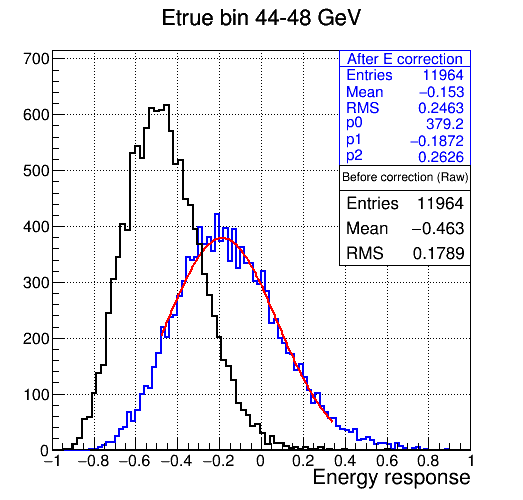 Etrue bin 44-48 GeV
After E correction
Entries 11964
Mean −0.153
RMS 0.2463
p0 379.2
p1 −0.1872
p2 0.2626
Before correction (Raw)
Entries 11964
Mean −0.463
RMS 0.1789
700
600
500
400
300
200
100
0
−1 −0.8 −0.6 −0.4 −0.2 0 0.2 0.4 0.6 0.8 1
Energy response